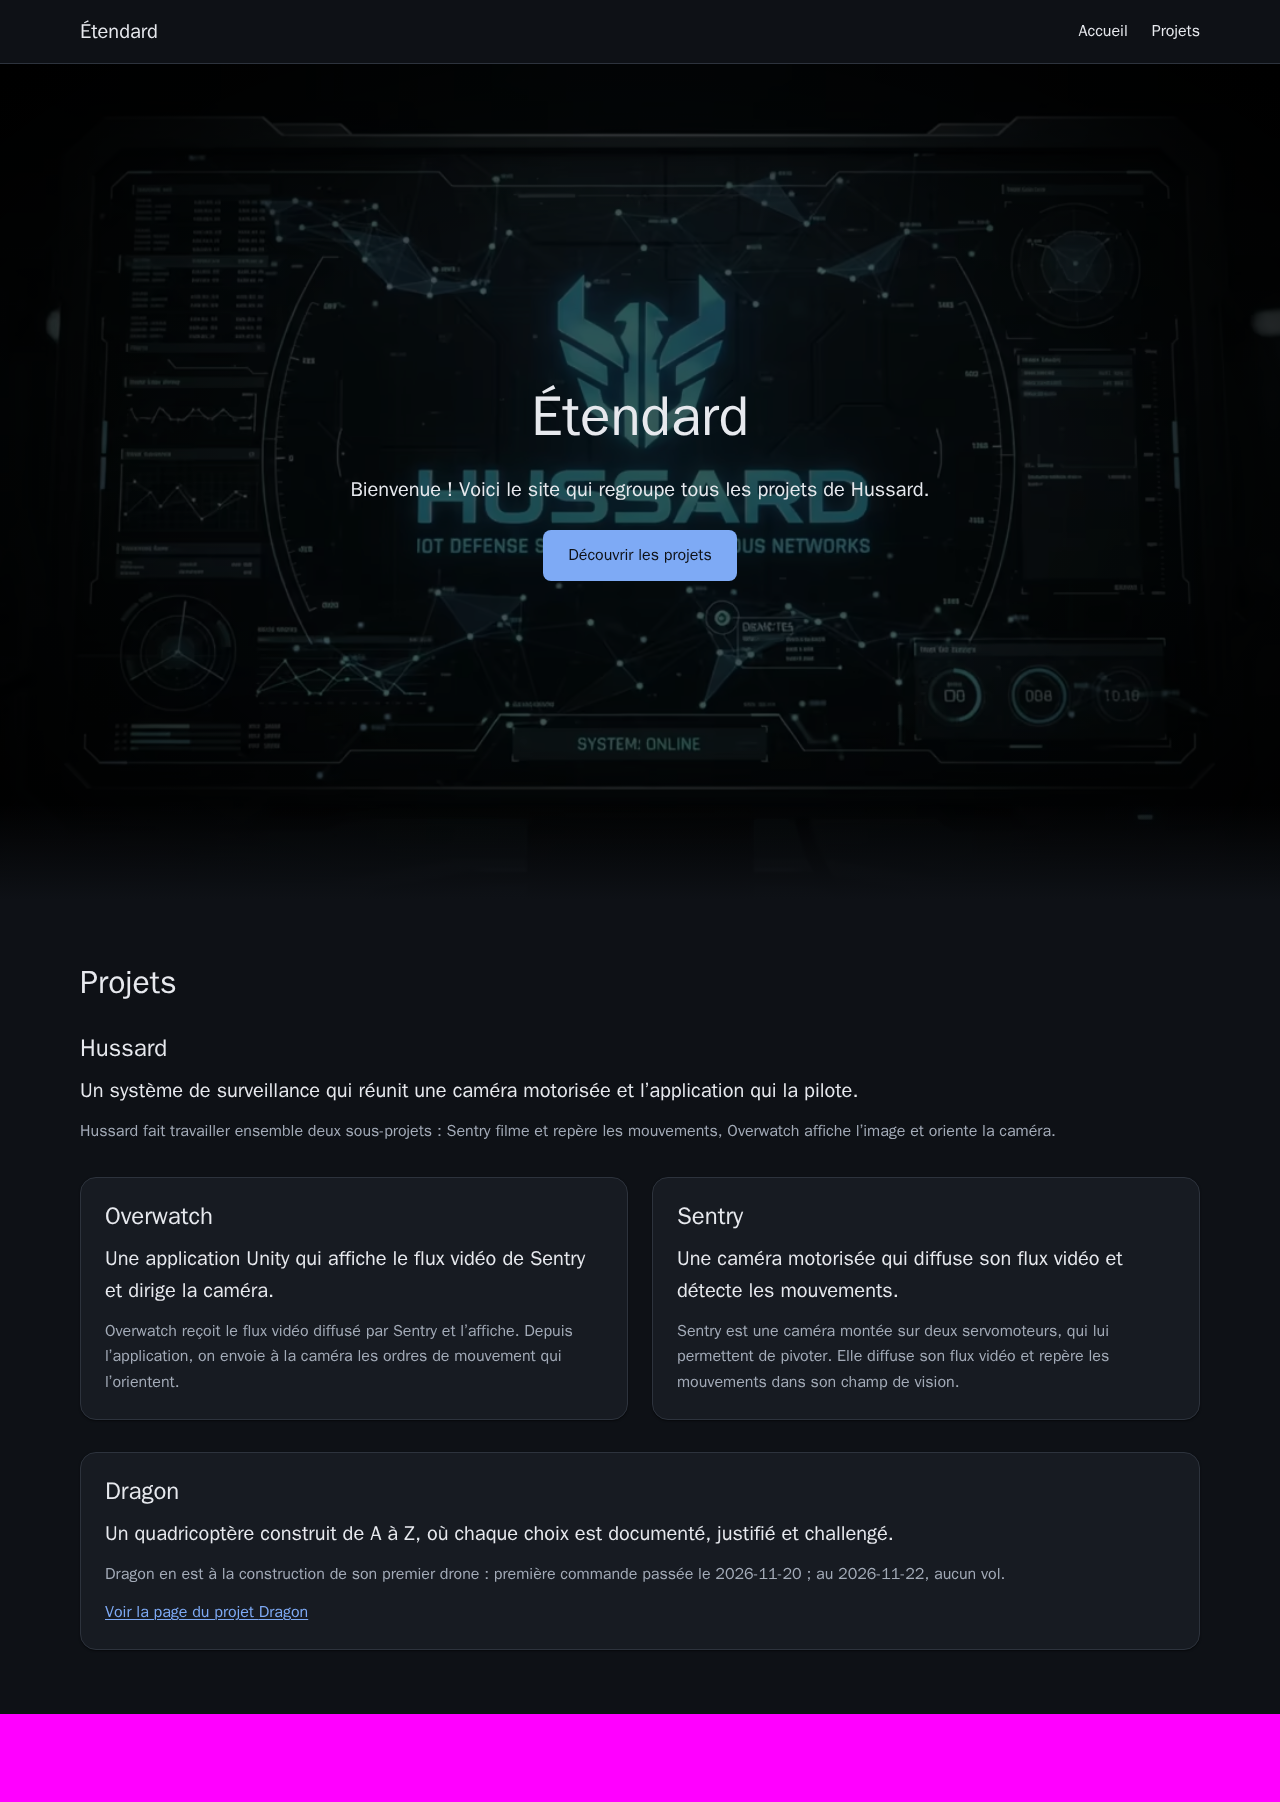 Étendard
Accueil Projets
HUSSARD
Étendard
Bienvenue ! Voici le site qui regroupe tous les projets de Hussard.
IOT DEFENSE
NETWORKS
Découvrir les projets
SYSTEM: ONLINE
Projets
Hussard
Un système de surveillance qui réunit une caméra motorisée et l’application qui la pilote.
Hussard fait travailler ensemble deux sous-projets : Sentry filme et repère les mouvements, Overwatch affiche l’image et oriente la caméra.
Overwatch
Une application Unity qui affiche le flux vidéo de Sentry
et dirige la caméra.
Overwatch reçoit le flux vidéo diffusé par Sentry et l’affiche. Depuis
l’application, on envoie à la caméra les ordres de mouvement qui
l’orientent.
Sentry
Une caméra motorisée qui diffuse son flux vidéo et
détecte les mouvements.
Sentry est une caméra montée sur deux servomoteurs, qui lui
permettent de pivoter. Elle diffuse son flux vidéo et repère les
mouvements dans son champ de vision.
Dragon
Un quadricoptère construit de A à Z, où chaque choix est documenté, justifié et challengé.
Dragon en est à la construction de son premier drone : première commande passée le 2026-11-20 ; au 2026-11-22, aucun vol.
Voir la page du projet Dragon